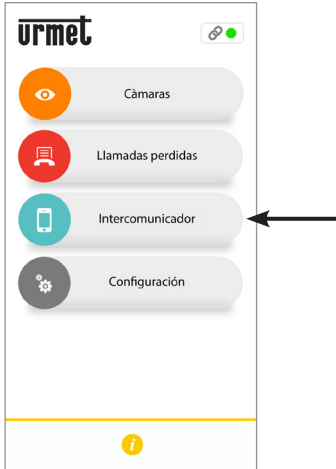 urmet
Càmaras
Llamadas perdidas
Intercomunicador
Configuración
i